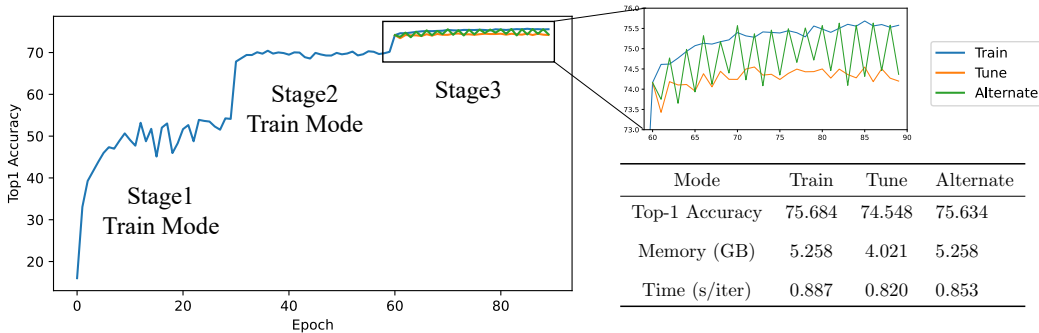 Top1 Accuracy
70
60
50
40
30
20
0
20
40
60
80
Epoch
Stage1
Train Mode
Stage2
Train Mode
Stage3
76.0
75.5
75.0
74.5
74.0
73.5
73.0
60
65
70
75
80
85
90
Train
Tune
Alternate
Mode Train Tune Alternate
Top-1 Accuracy 75.684 74.548 75.634
Memory (GB) 5.258 4.021 5.258
Time (s/iter) 0.887 0.820 0.853